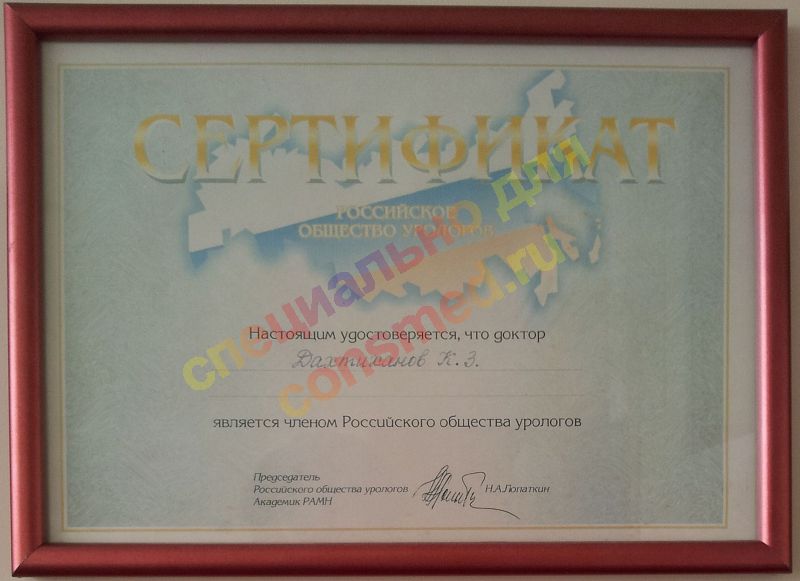 СЕРТИФИКАТ
РОССИЙСКОЕ
ОБЩЕСТВО УРОЛОГОВ
специально для
consmed.ru
Настоящим удостоверяется, что доктор
Дахтиханов К.З.
является членом Российского общества урологов
Председатель
Российского общества урологов
Н.А.Лопаткин
Академик РАМН